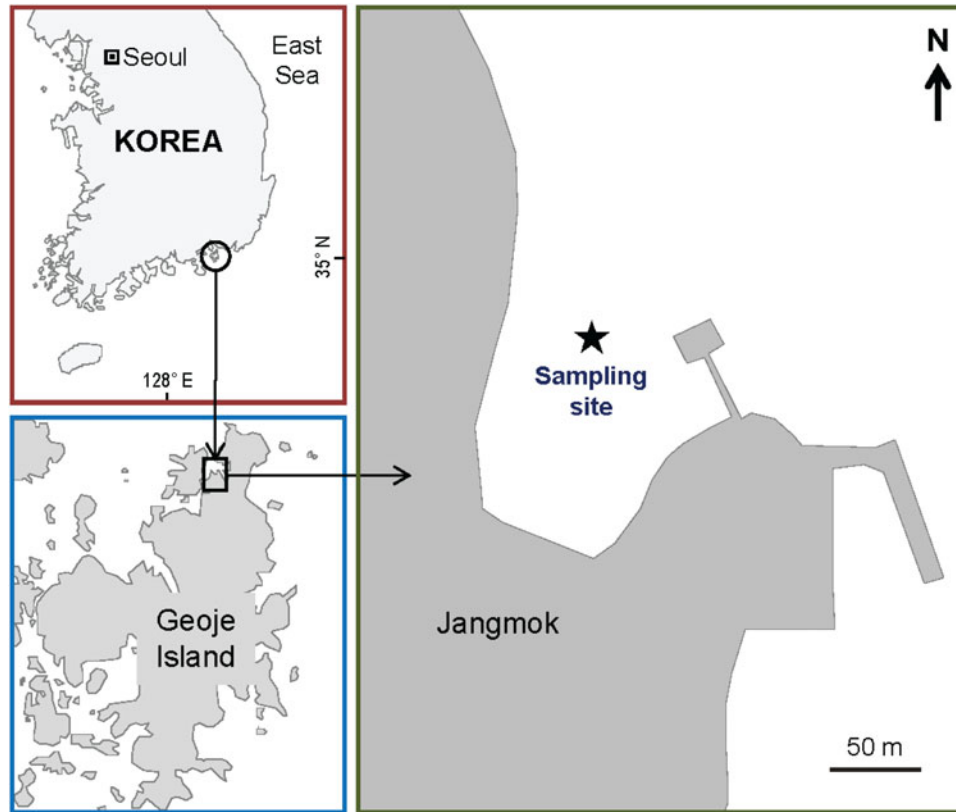 Seoul
East
Sea
KOREA
35° N
128° E
Geoje
Island
N
Sampling
site
Jangmok
50 m